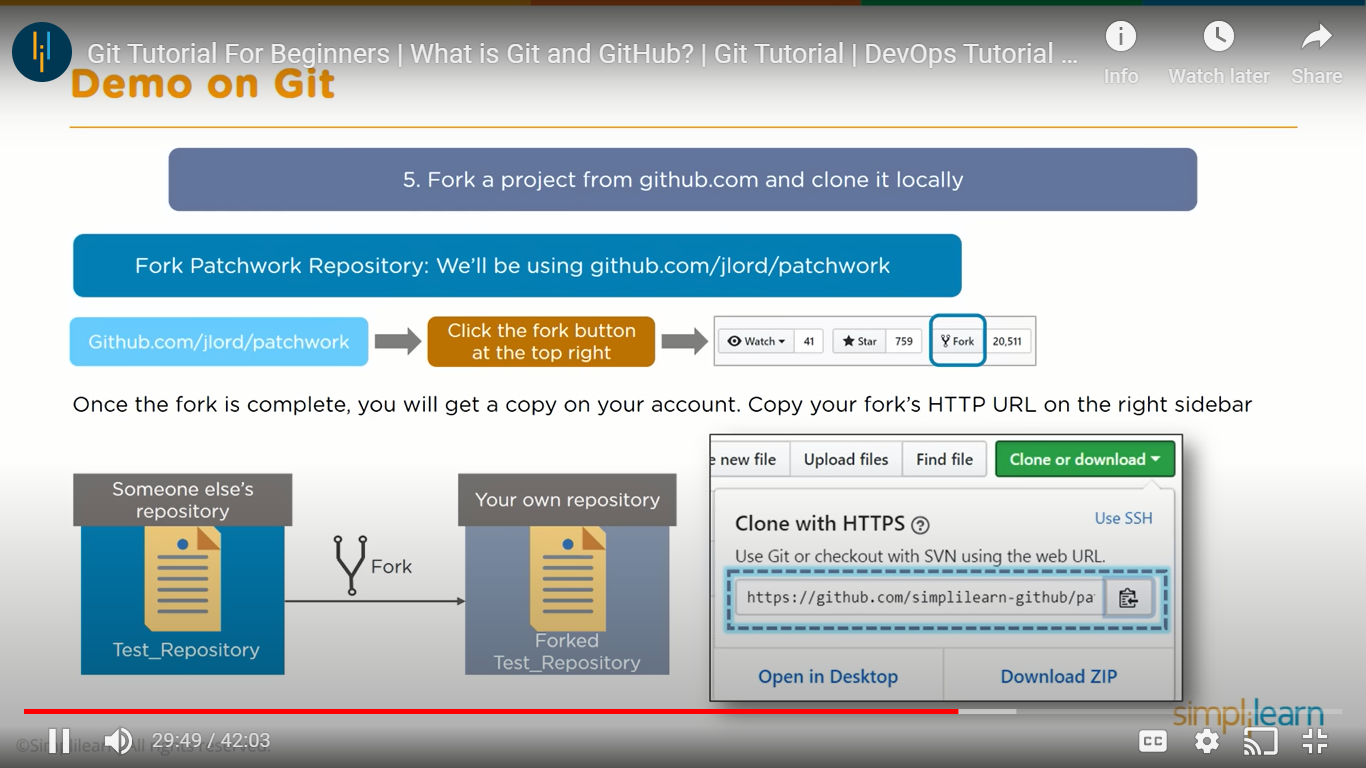 Git Tutorial For Beginners | What is Git and GitHub? | Git Tutorial | DevOps Tutorial ...
Info
Watch later
Share
Demo on Git
5. Fork a project from github.com and clone it locally
Fork Patchwork Repository: We'll be using github.com/jlord/patchwork
Github.com/jlord/patchwork
Click the fork button
at the top right
Watch 41 Star 759 Fork 20,511
Once the fork is complete, you will get a copy on your account. Copy your fork's HTTP URL on the right sidebar
Someone else's
repository
Test_Repository
Fork
Your own repository
Forked
Test_Repository
e new file Upload files Find file Clone or download
Clone with HTTPS ?
Use SSH
Use Git or checkout with SVN using the web URL.
https://github.com/simplilearn-github/pa
Open in Desktop Download ZIP
simplilearn
©Simplilearn. All rights reserved.
29:49 / 42:03
CC